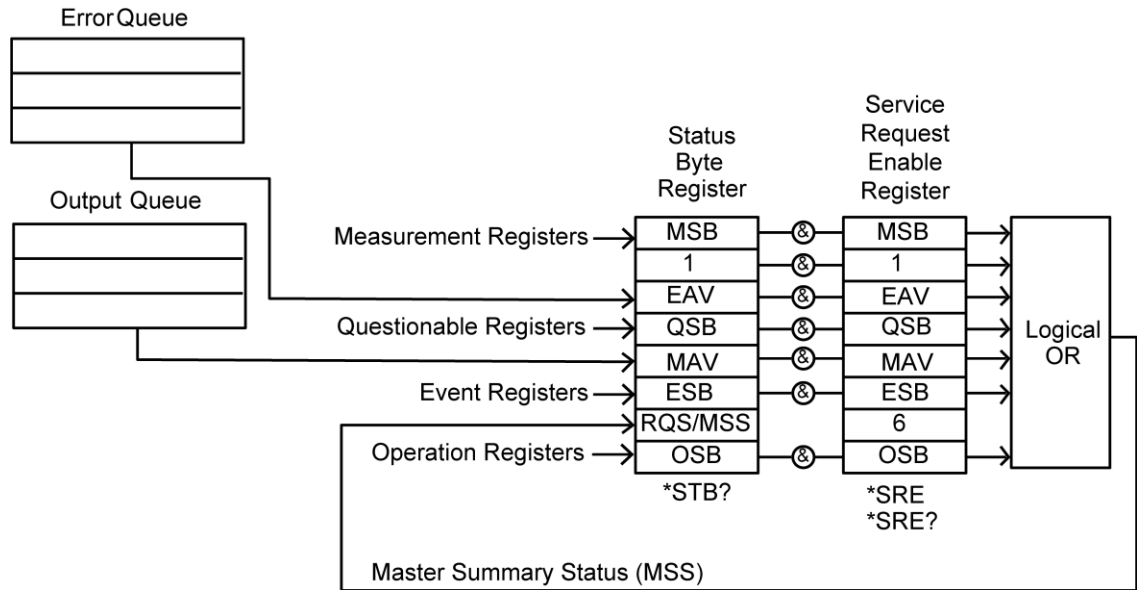 Error Queue
Output Queue
Status
Byte
Register
Service
Request
Enable
Register
Measurement Registers
Questionable Registers
Event Registers
Operation Registers
MSB
1
EAV
QSB
MAV
ESB
RQS/MSS
OSB
*STB?
&
&
&
&
&
&
&
MSB
1
EAV
QSB
MAV
ESB
6
OSB
*SRE
*SRE?
Logical
OR
Master Summary Status (MSS)